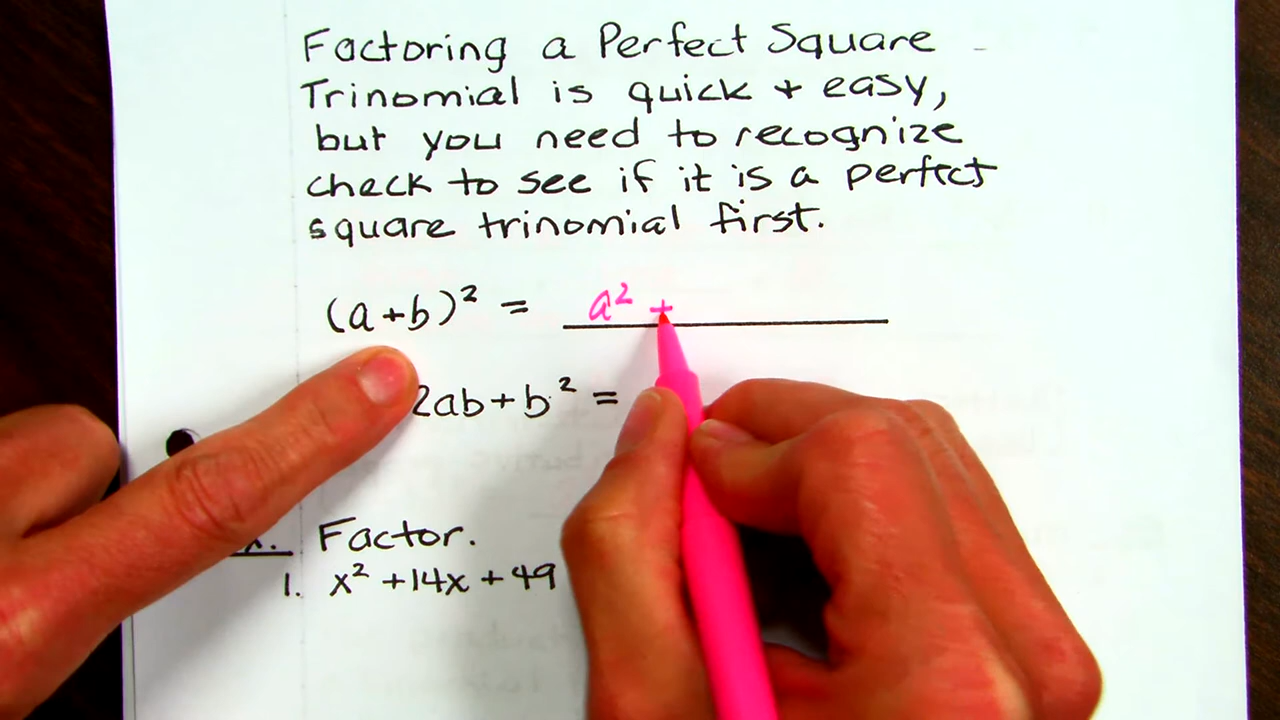 Factoring a Perfect Square
Trinomial is quick + easy,
but you need to recognize
check to see if it is a perfect
square trinomial first.
(a+b)² = a² +
2ab+b² =
Factor.
1. x² +14x + 49